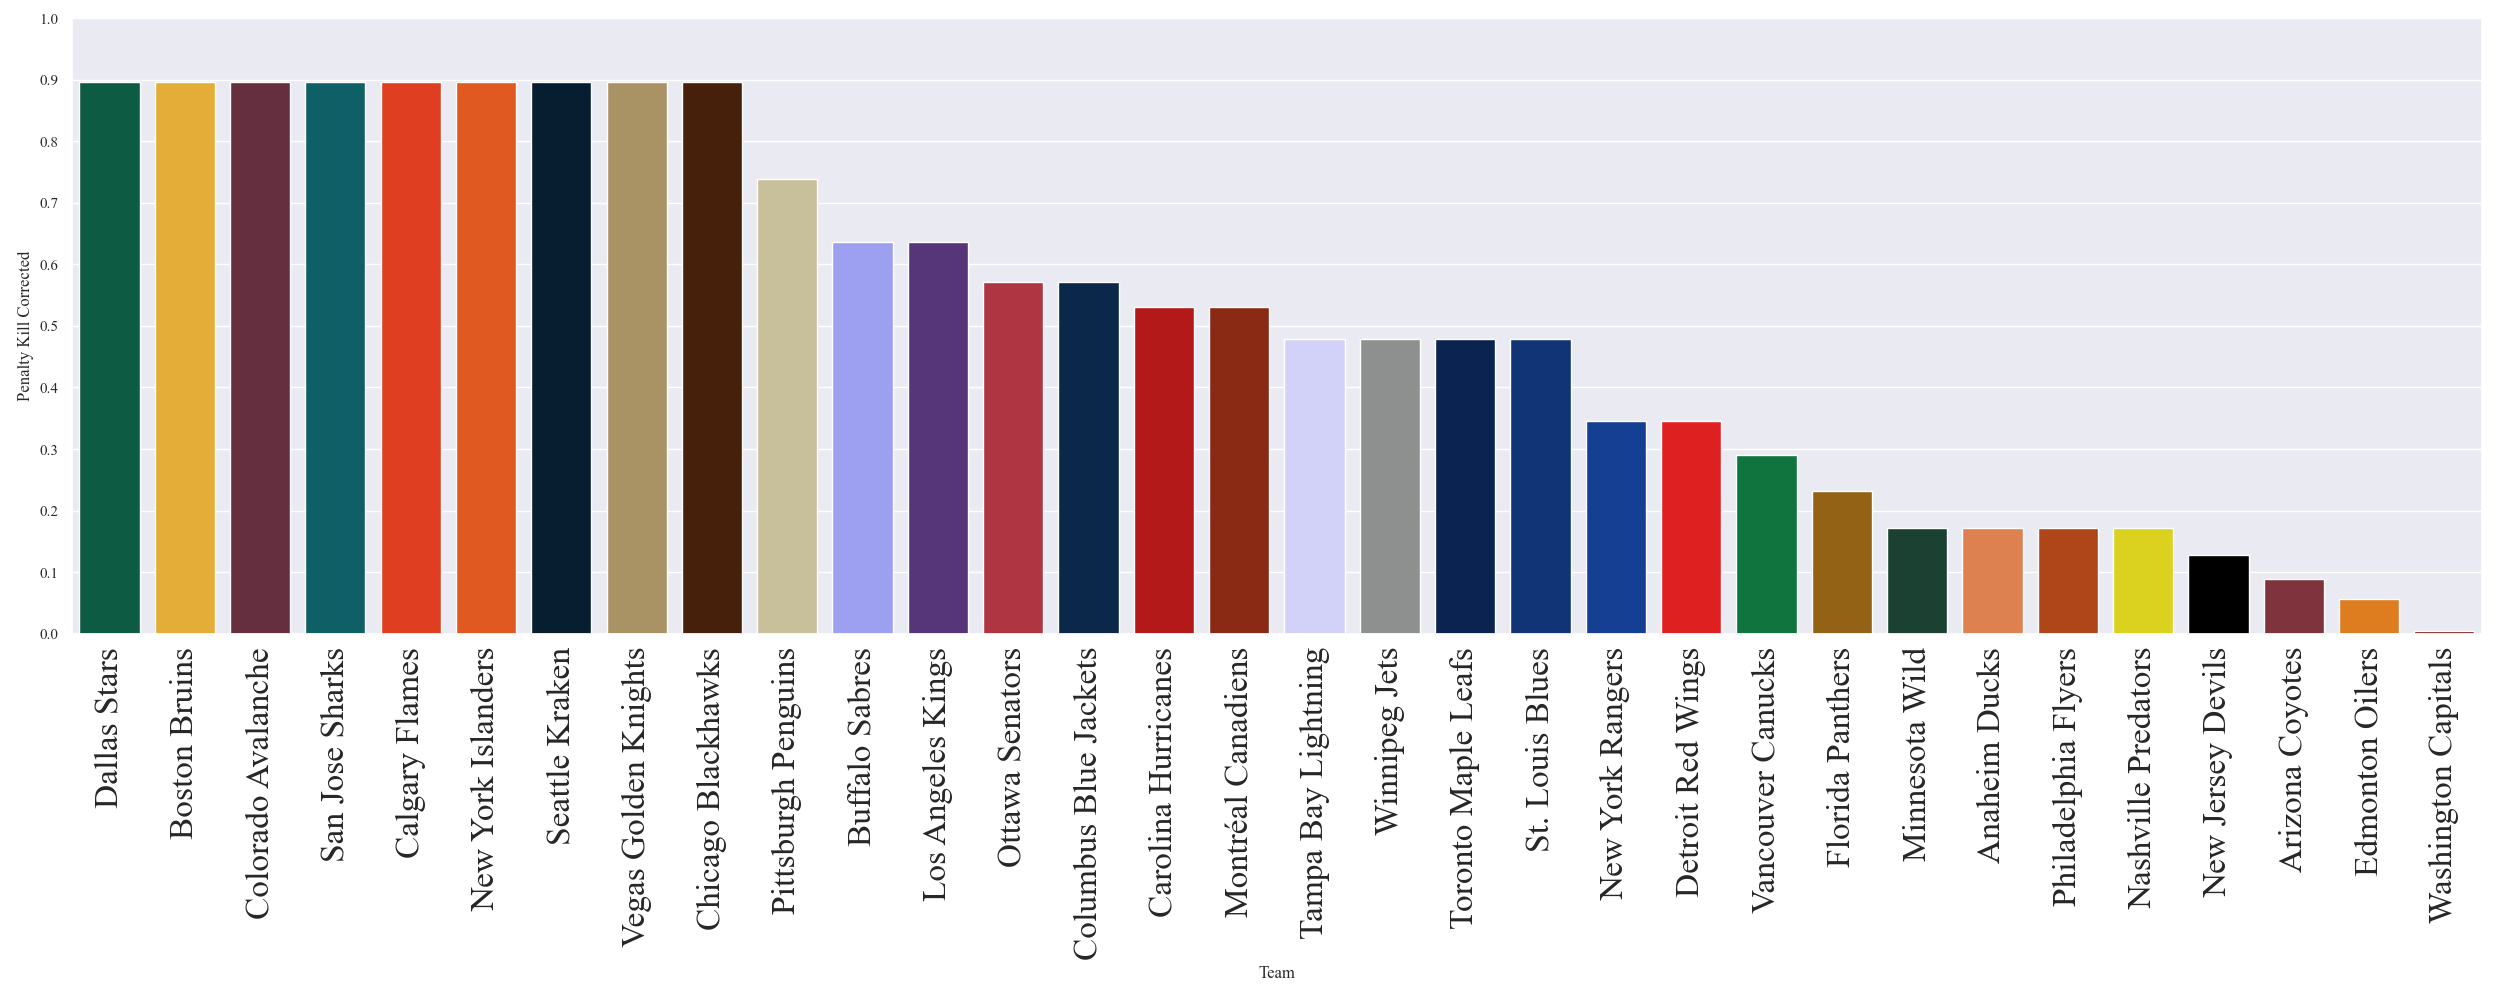 1.0
0.9
0.8
0.7
0.6
0.5
0.4
0.3
0.2
0.1
0.0
Penalty Kill Corrected
Dallas Stars
Boston Bruins
Colorado Avalanche
San Jose Sharks
Calgary Flames
New York Islanders
Seattle Kraken
Vegas Golden Knights
Chicago Blackhawks
Pittsburgh Penguins
Buffalo Sabres
Los Angeles Kings
Ottawa Senators
Columbus Blue Jackets
Carolina Hurricanes
Montréal Canadiens
Tampa Bay Lightning
Winnipeg Jets
Toronto Maple Leafs
St. Louis Blues
New York Rangers
Detroit Red Wings
Vancouver Canucks
Florida Panthers
Minnesota Wild
Anaheim Ducks
Philadelphia Flyers
Nashville Predators
New Jersey Devils
Arizona Coyotes
Edmonton Oilers
Washington Capitals
Team